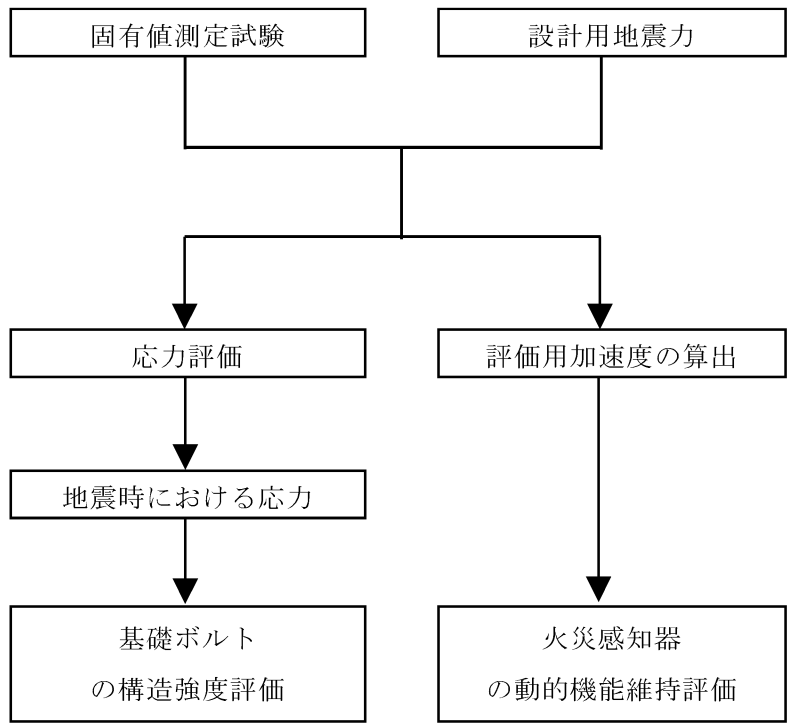 固有値測定試験
設計用地震力
応力評価
評価用加速度の算出
地震時における応力
基礎ボルト
の構造強度評価
火災感知器
の動的機能維持評価